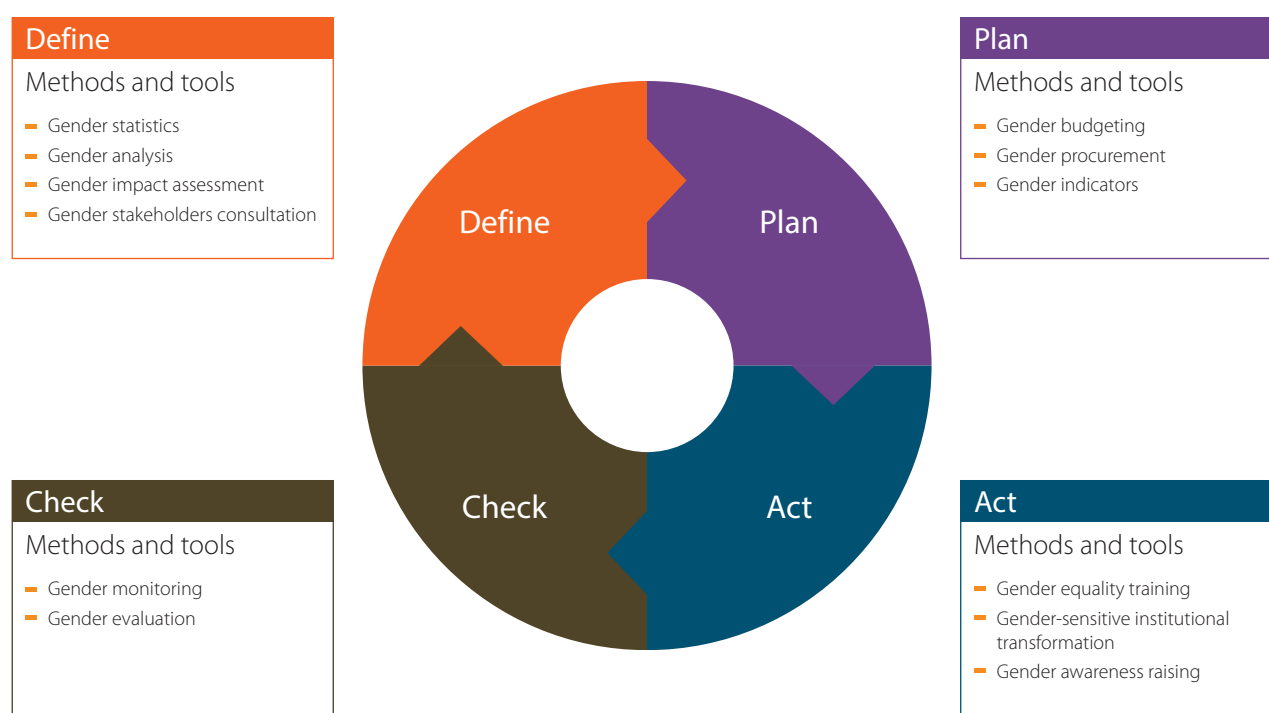 Define
Methods and tools
Gender statistics
Gender analysis
Gender impact assessment
Gender stakeholders consultation
Plan
Methods and tools
Gender budgeting
Gender procurement
Gender indicators
Define
Plan
Check
Act
Check
Methods and tools
Gender monitoring
Gender evaluation
Act
Methods and tools
Gender equality training
Gender-sensitive institutional
transformation
Gender awareness raising